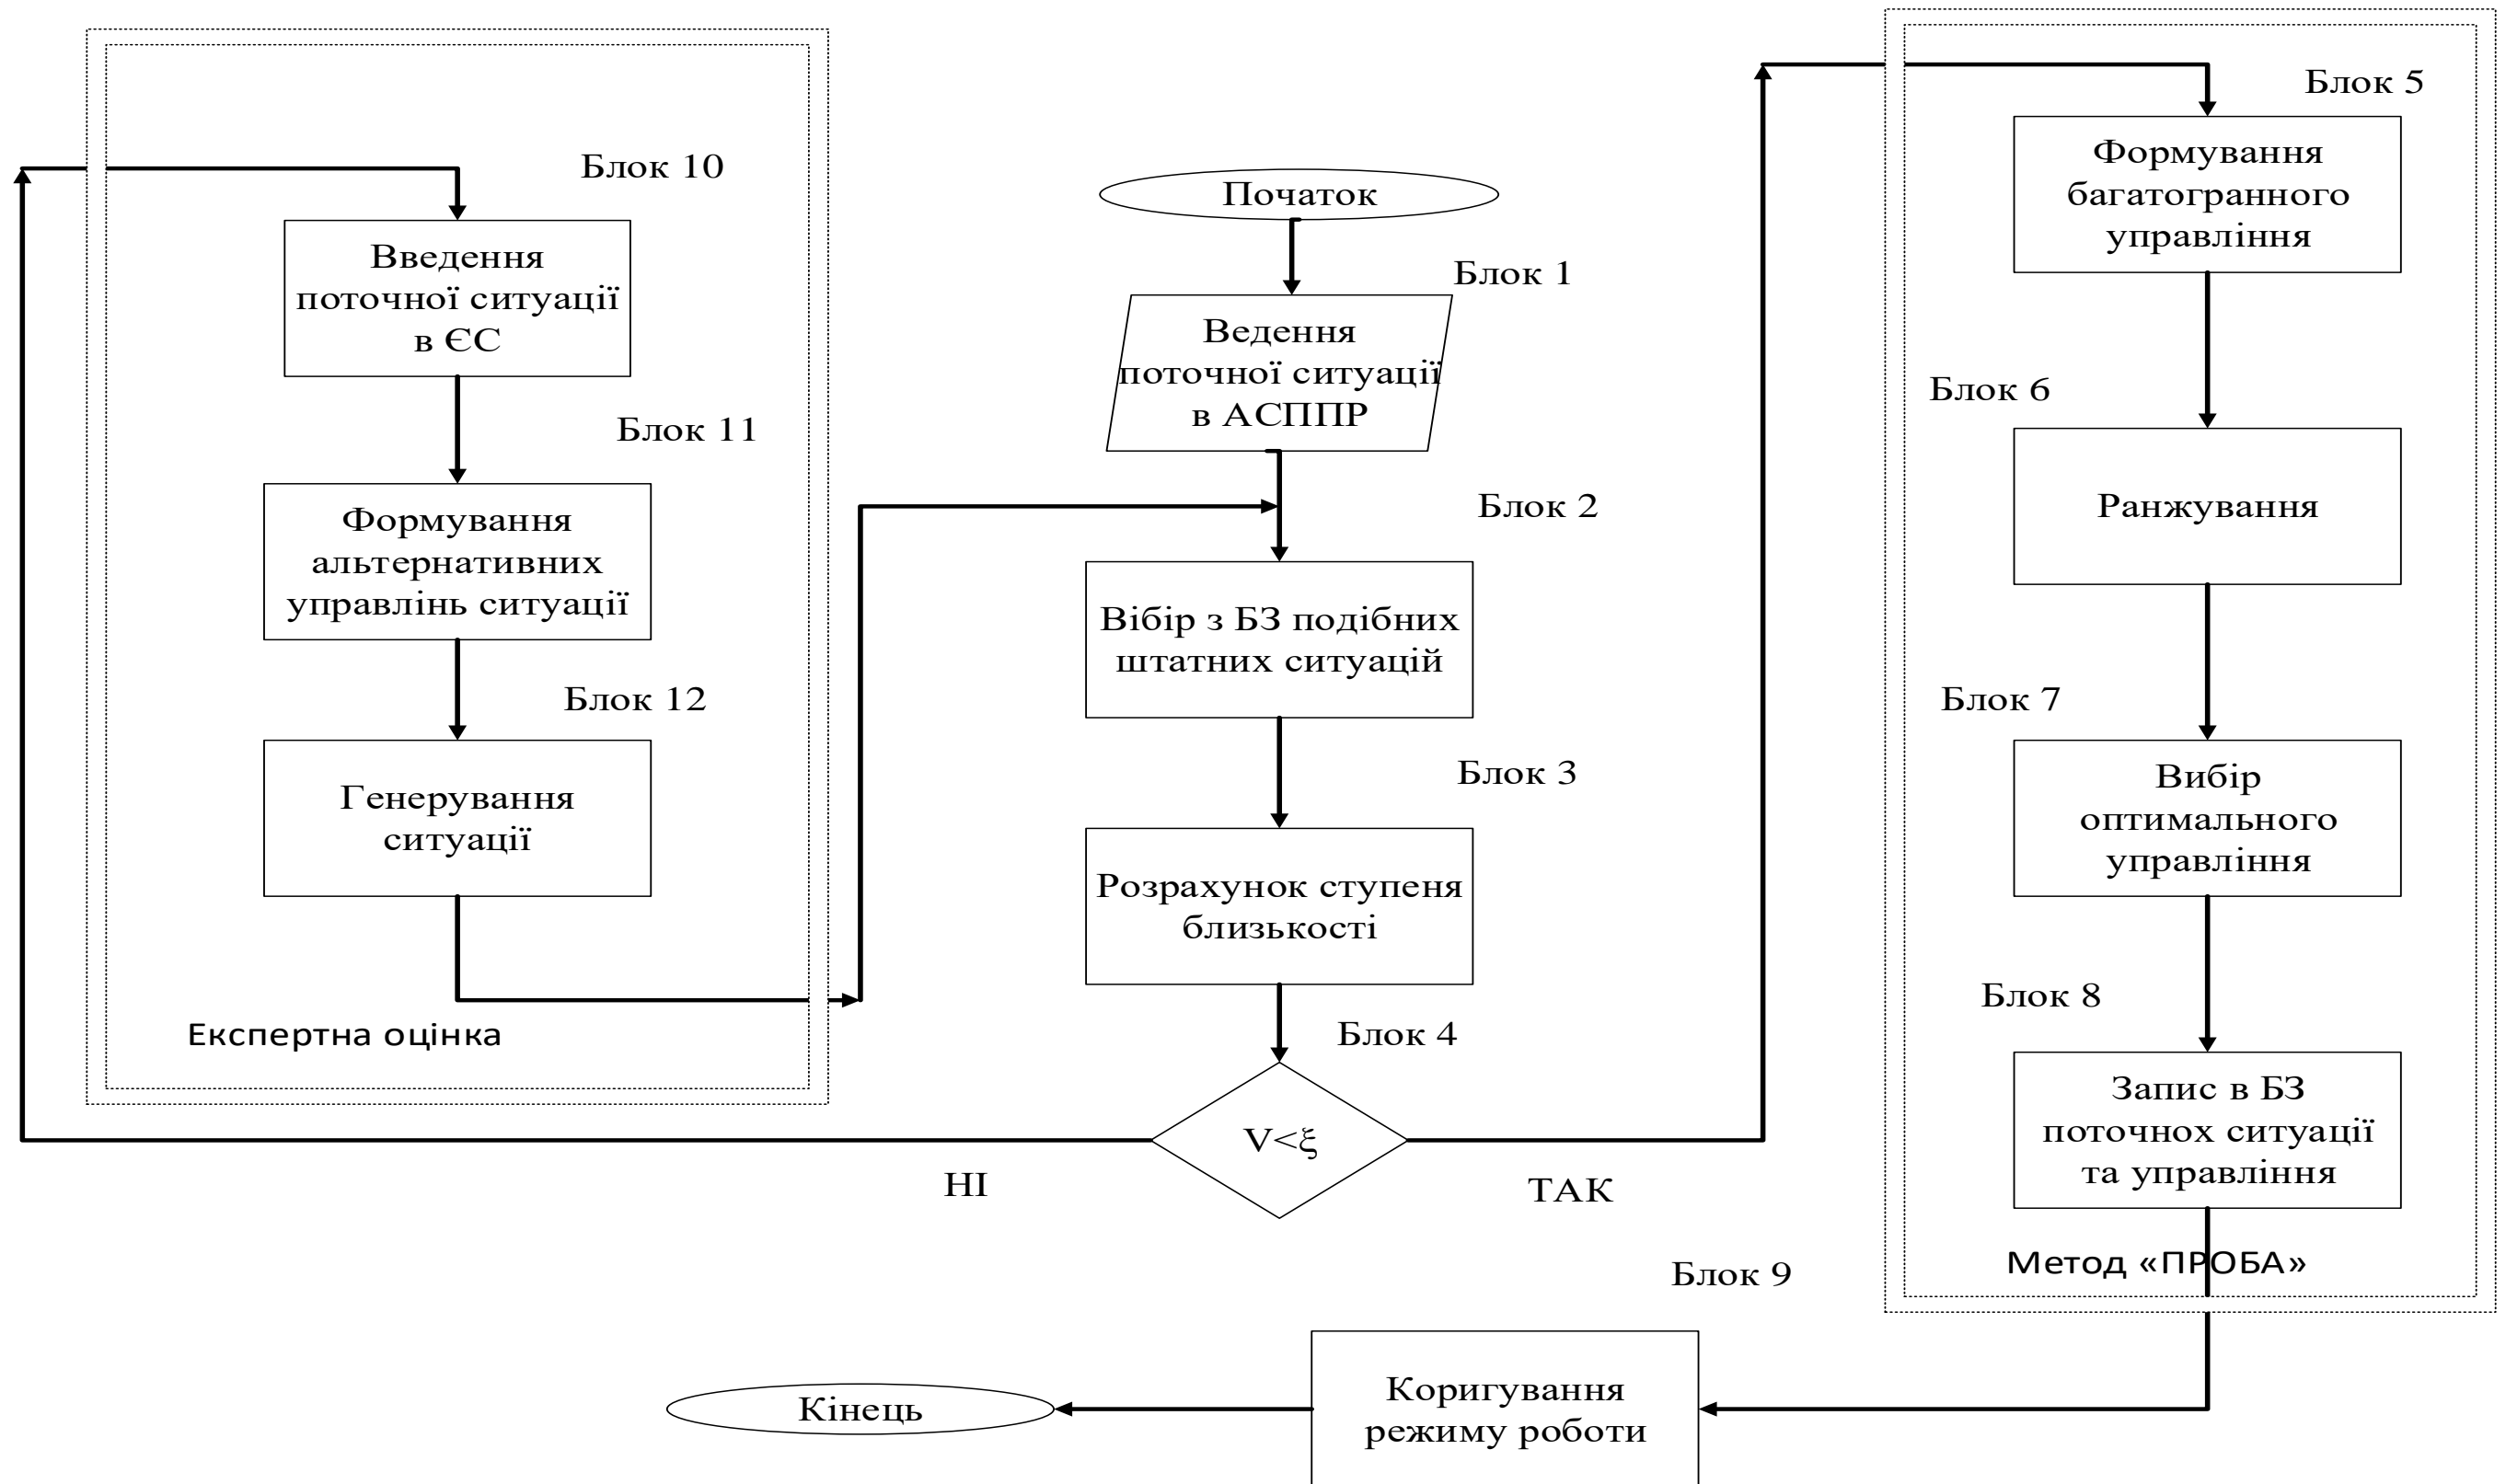 Початок
Блок 1
Ведення
поточної ситуації
в АСППР
Блок 2
Вібір з БЗ подібних
штатних ситуацій
Блок 3
Розрахунок ступеня
близькості
Блок 4
V<ξ
НІ
ТАК
Блок 5
Формування
багатогранного
управління
Блок 6
Ранжування
Блок 7
Вибір
оптимального
управління
Блок 8
Запис в БЗ
поточнох ситуації
та управління
Метод «ПРОБА»
Блок 9
Коригування
режиму роботи
Кінець
Блок 10
Введення
поточної ситуації
в ЄС
Блок 11
Формування
альтернативних
управлінь ситуації
Блок 12
Генерування
ситуації
Експертна оцінка